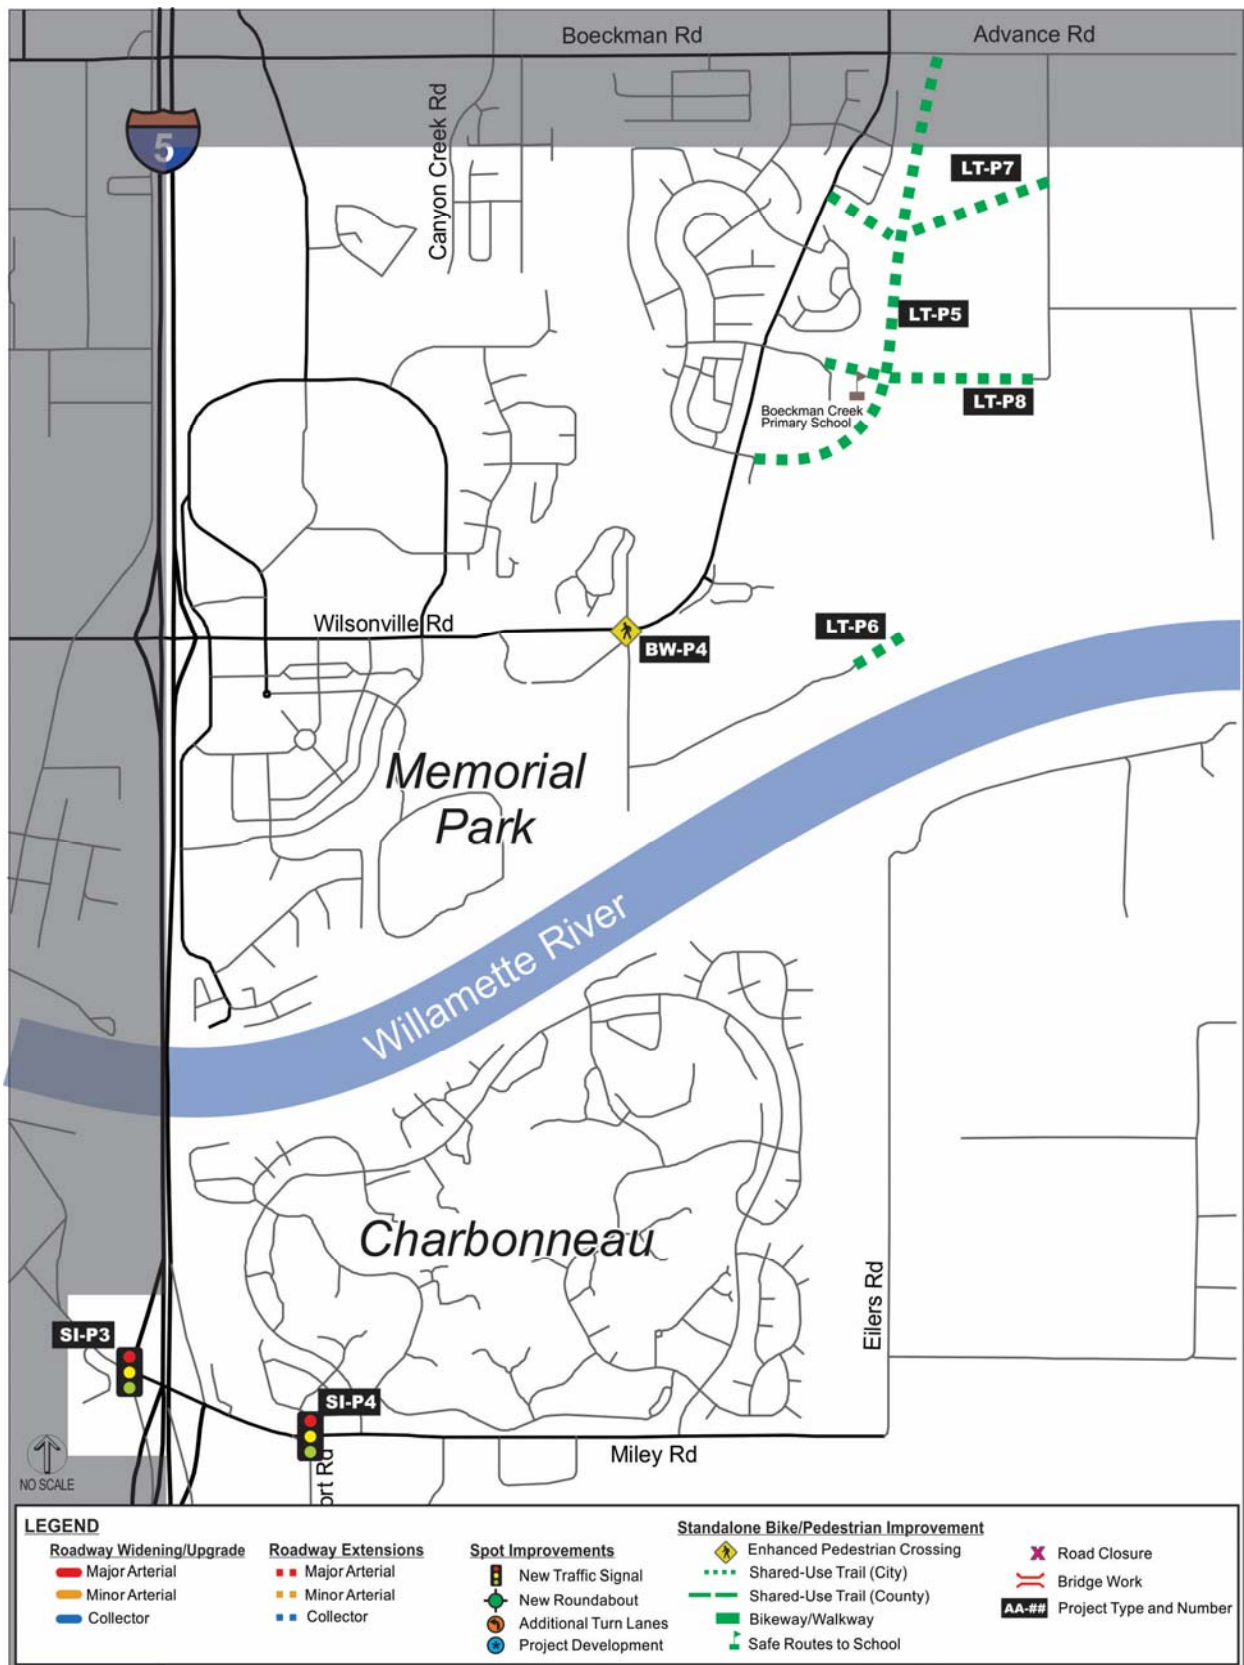 Boeckman Rd
Advance Rd
Canyon Creek Rd
5
LT-P7
LT-P5
LT-P8
Boeckman Creek
Primary School
Wilsonville Rd
BW-P4
LT-P6
Memorial
Park
Willamette River
Charbonneau
Eilers Rd
SI-P3
SI-P4
Miley Rd
ort Rd
NO SCALE
LEGEND
Roadway Widening/Upgrade
Major Arterial
Minor Arterial
Collector
Roadway Extensions
Major Arterial
Minor Arterial
Collector
Spot Improvements
New Traffic Signal
New Roundabout
Additional Turn Lanes
Project Development
Standalone Bike/Pedestrian Improvement
Enhanced Pedestrian Crossing
Shared-Use Trail (City)
Shared-Use Trail (County)
Bikeway/Walkway
Safe Routes to School
Road Closure
Bridge Work
AA-## Project Type and Number